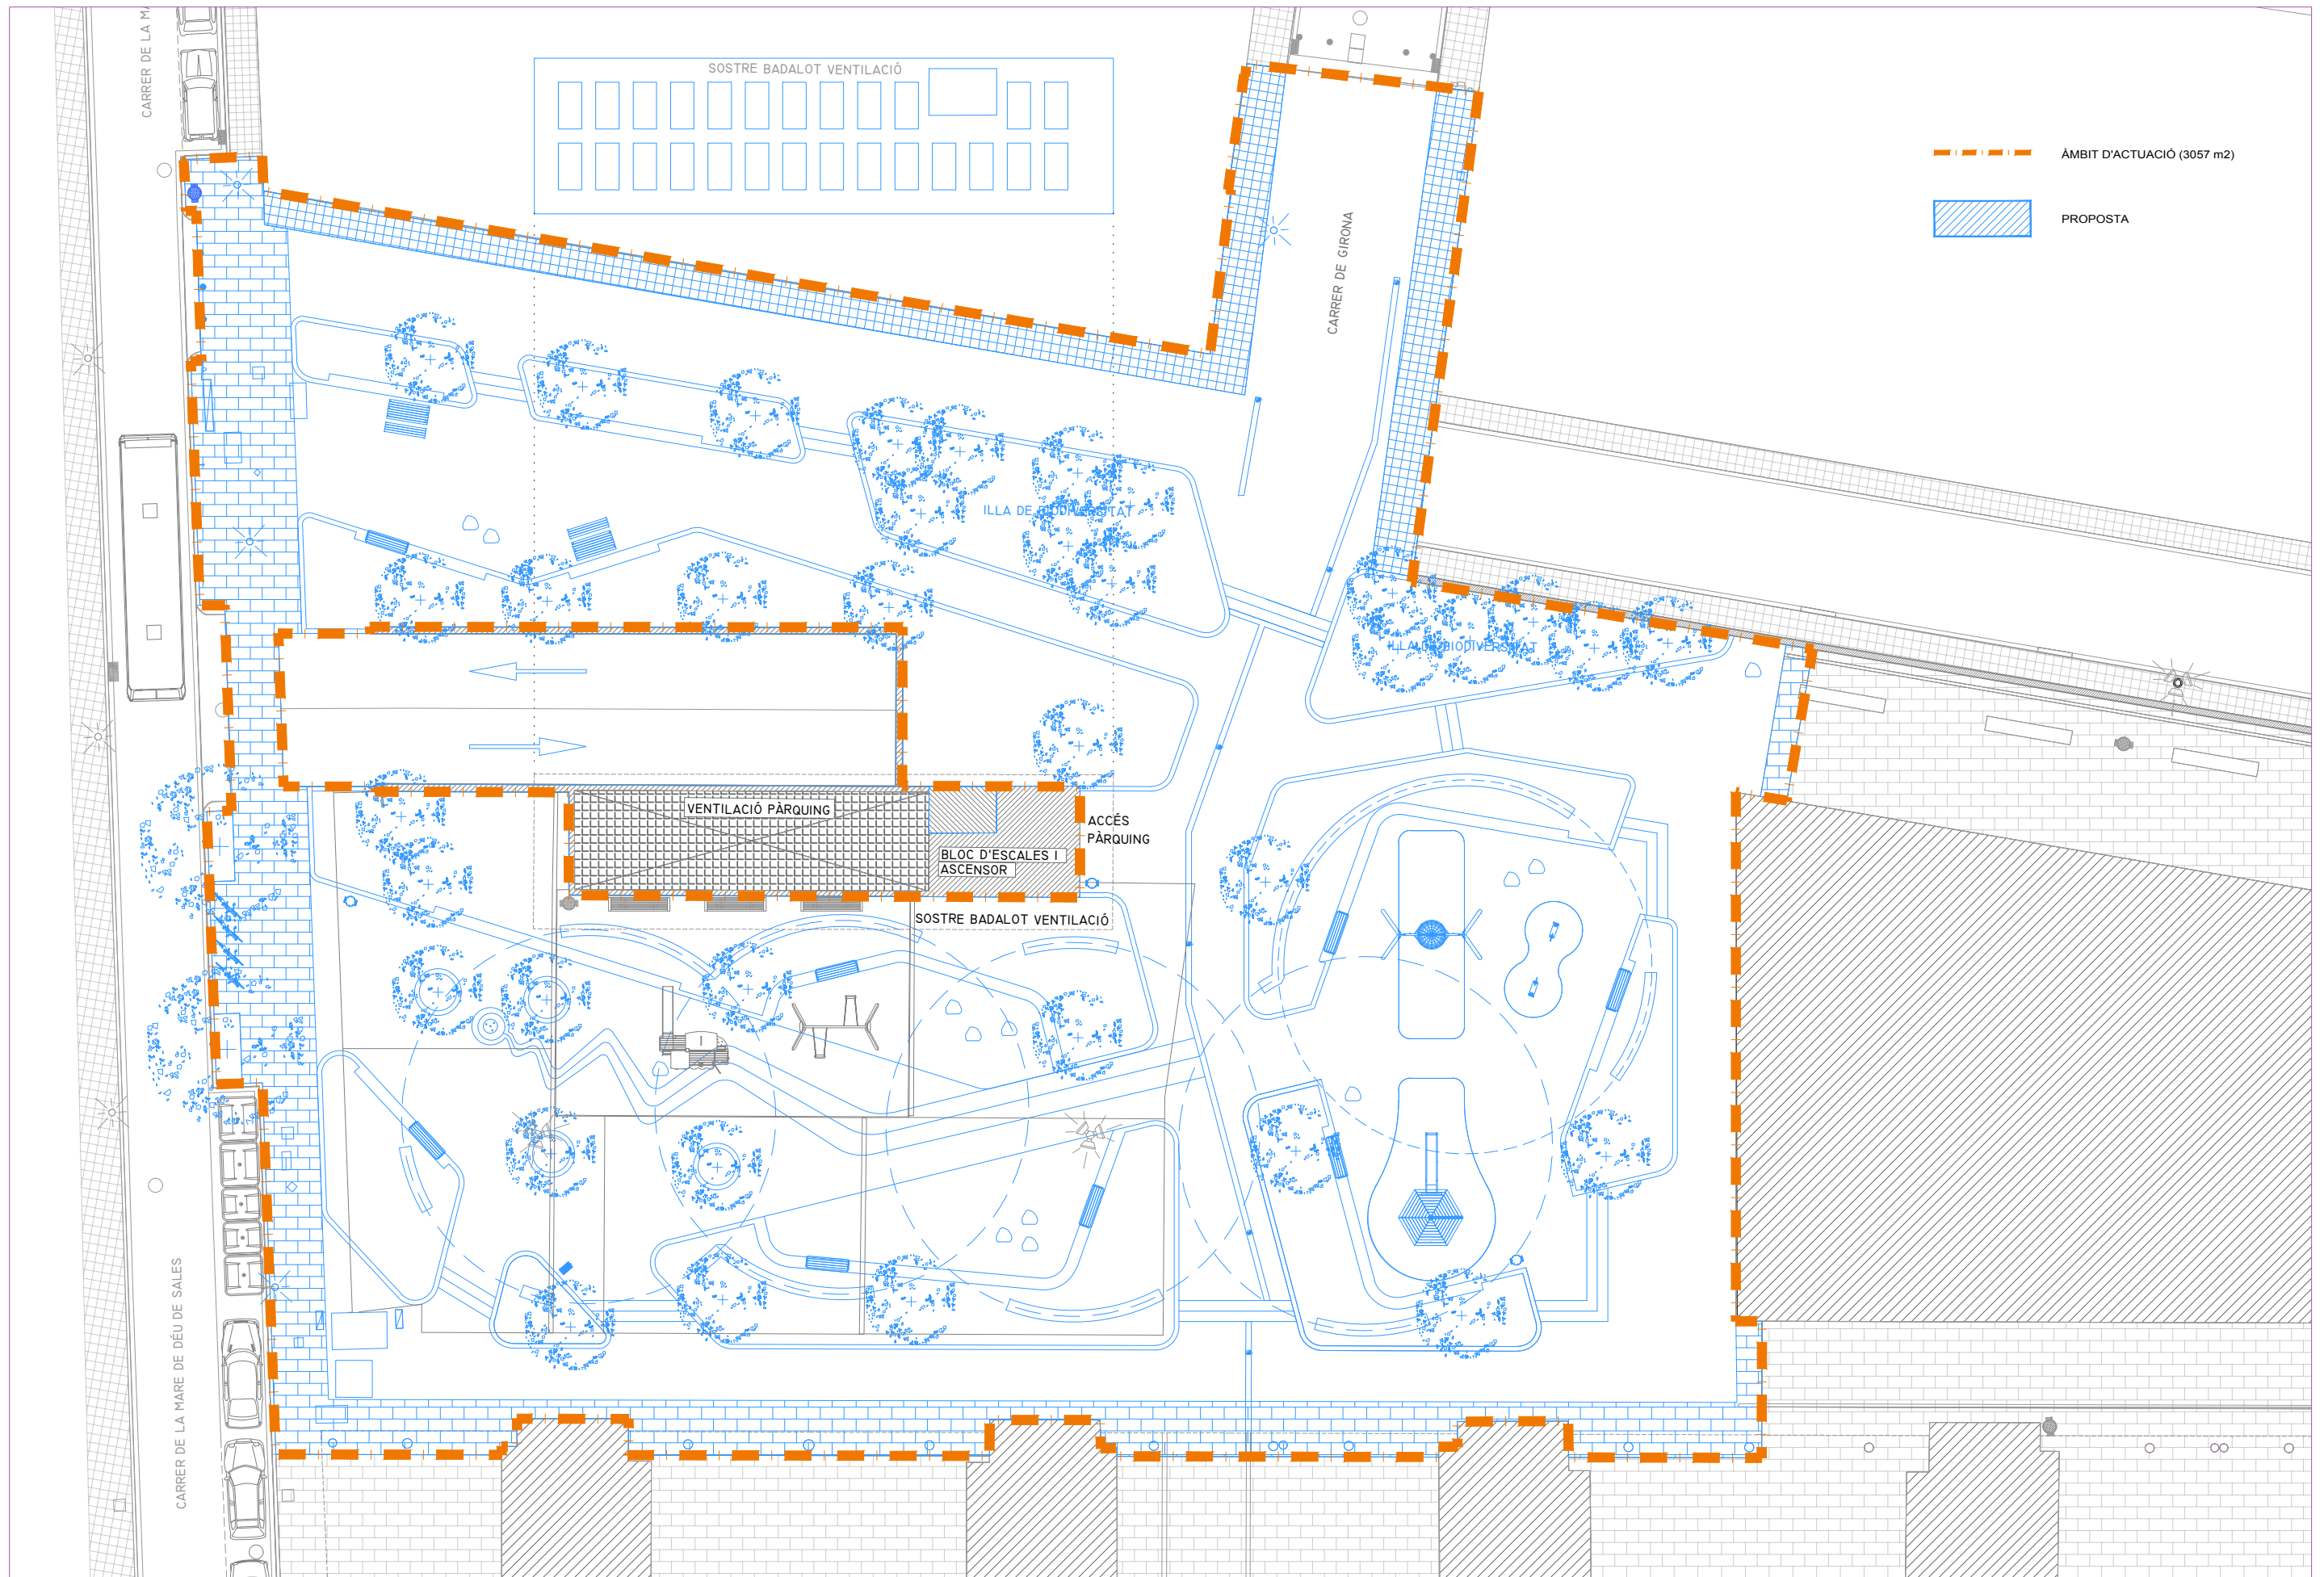 CARRER DE LA MA
SOSTRE BADALOT VENTILACIÓ
ÀMBIT D'ACTUACIÓ (3057 m2)
PROPOSTA
CARRER DE GIRONA
ILLA DE BIODIVERSITAT
ILLA DE BIODIVERSITAT
VENTILACIÓ PÀRQUING
ACCÉS
PÀRQUING
BLOC D'ESCALES I
ASCENSOR
SOSTRE BADALOT VENTILACIÓ
CARRER DE LA MARE DE DÉU DE SALES